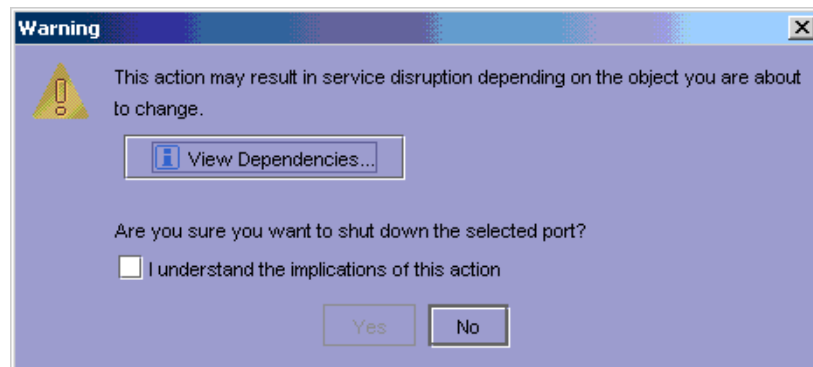 Warning
This action may result in service disruption depending on the object you are about
to change.
View Dependencies...
Are you sure you want to shut down the selected port?
I understand the implications of this action
Yes
No